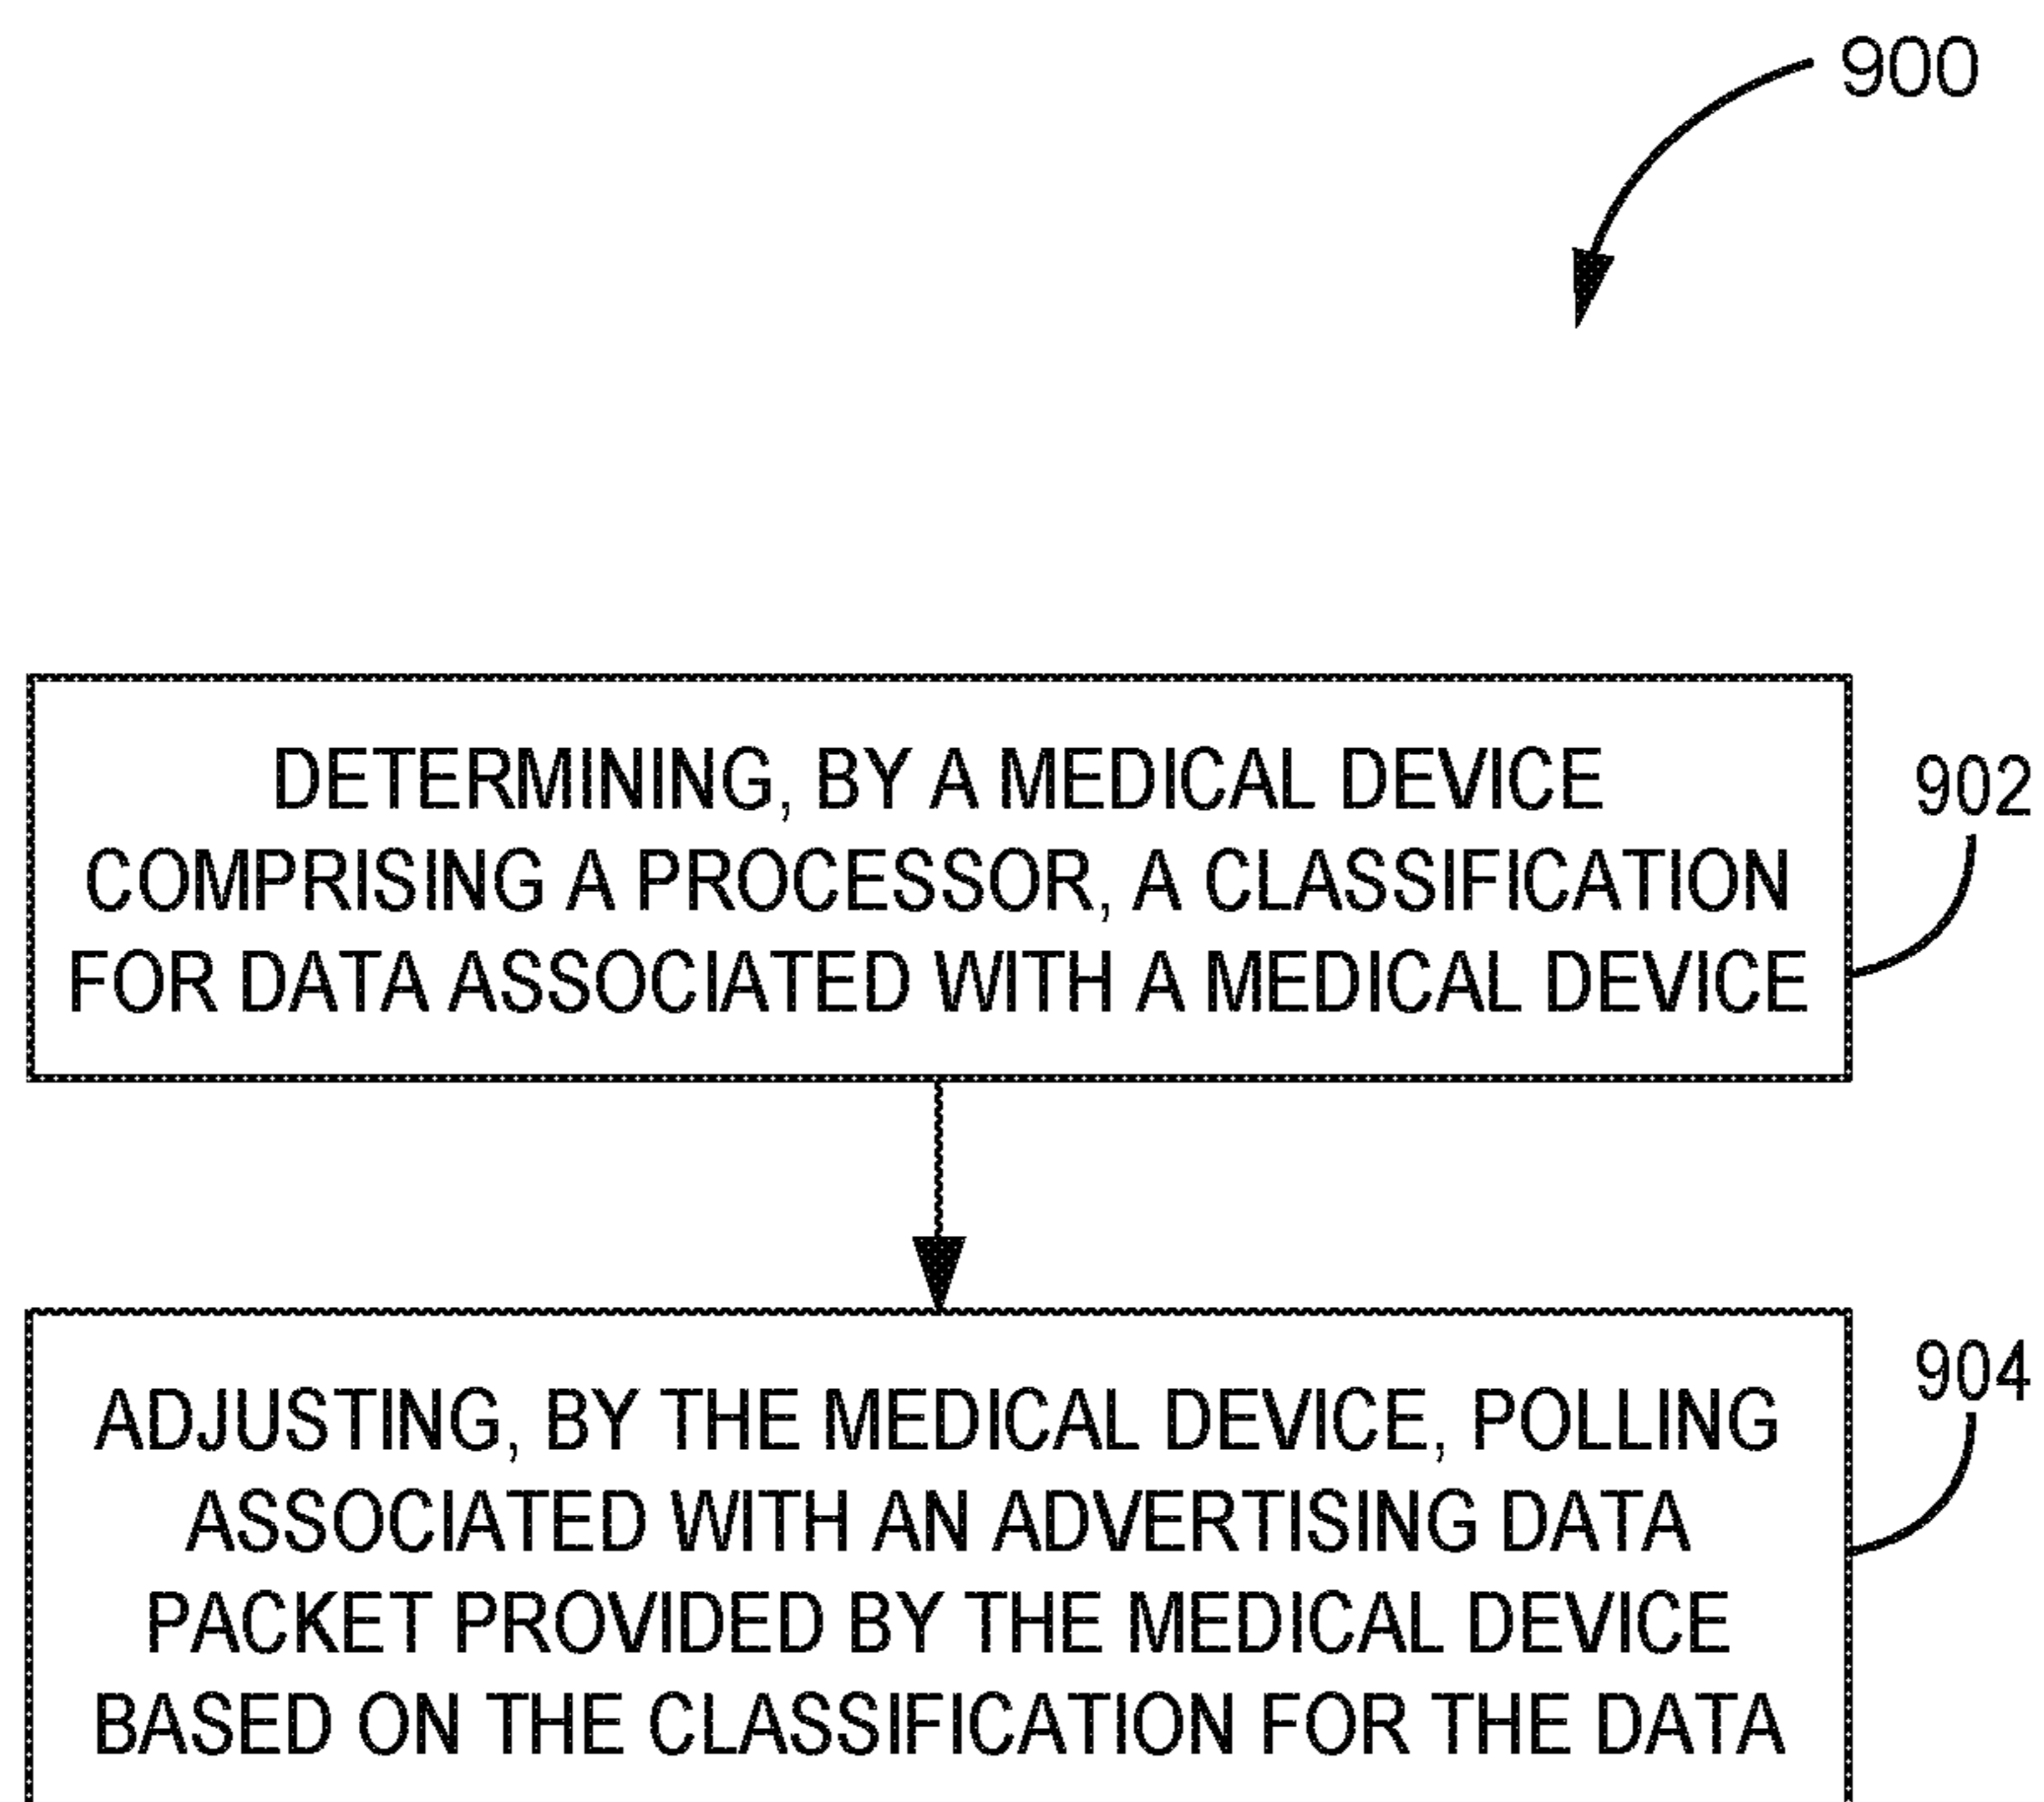 900
DETERMINING, BY A MEDICAL DEVICE
COMPRISING A PROCESSOR, A CLASSIFICATION
FOR DATA ASSOCIATED WITH A MEDICAL DEVICE
902
ADJUSTING, BY THE MEDICAL DEVICE, POLLING
ASSOCIATED WITH AN ADVERTISING DATA
PACKET PROVIDED BY THE MEDICAL DEVICE
BASED ON THE CLASSIFICATION FOR THE DATA
904